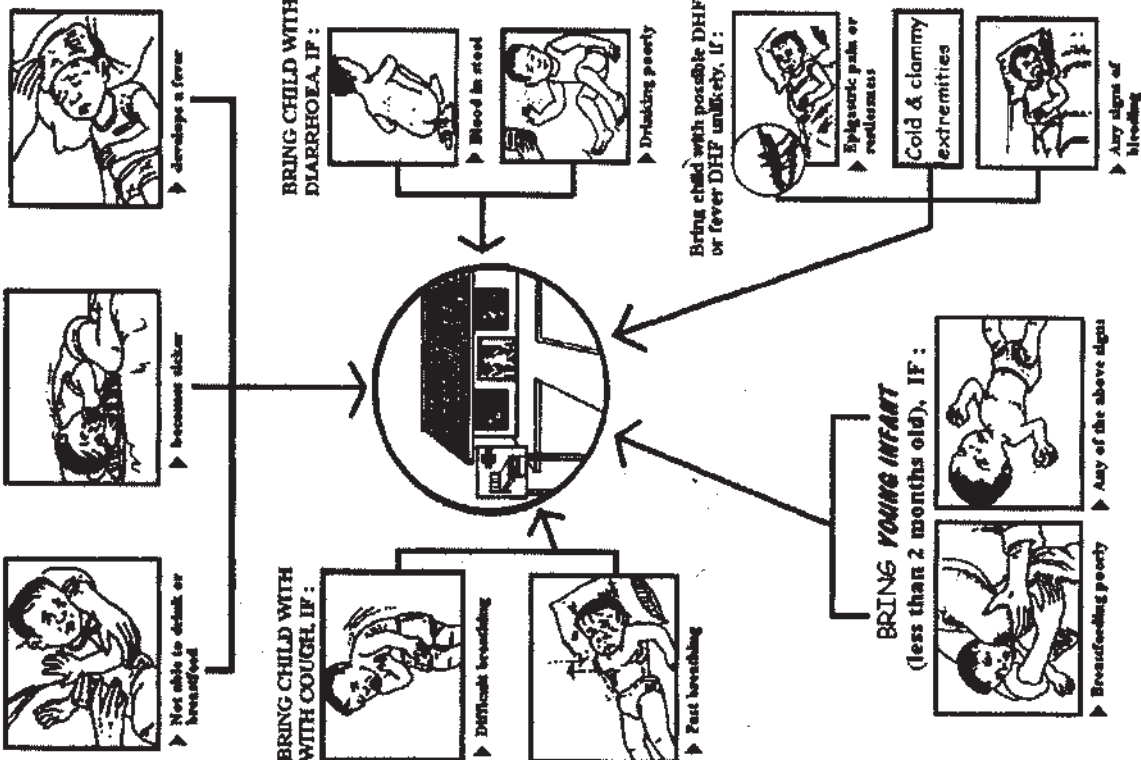 ▶ Not able to drink or
breastfeed
▶ becomes sicker
▶ develops a fever
BRING CHILD WITH
WITH COUGH, IF :
▶ Difficult breathing
▶ Fast breathing
BRING CHILD WITH
DIARRHOEA, IF :
▶ Blood in stool
▶ Drinking poorly
Bring child with possible DHF
or fever DHF unlikely, if :
▶ Epigastric pain or
restlessness
Cold & clammy
extremities
▶ Any signs of
bleeding
BRING YOUNG INFANT
(less than 2 months old), IF :
▶ Breastfeeding poorly
▶ Any of the above signs